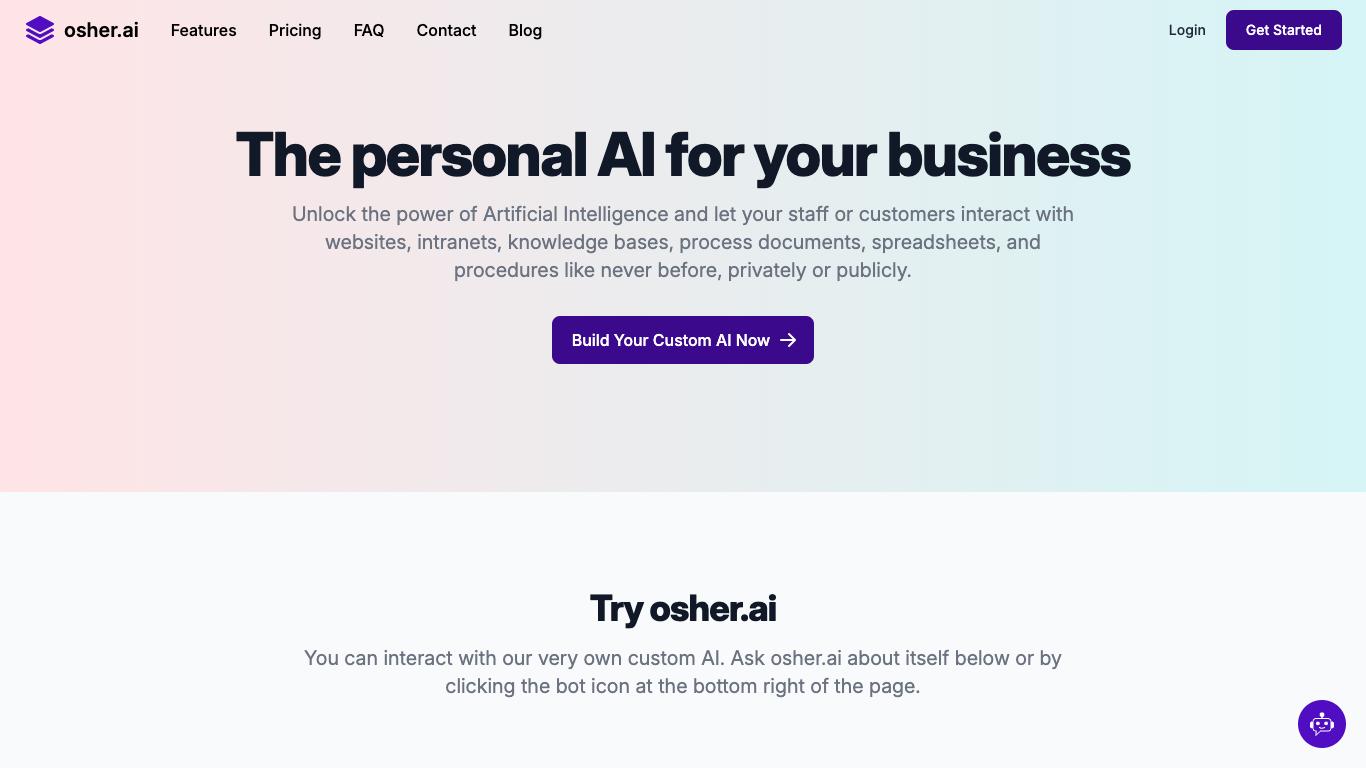 osher.ai
Features
Pricing
FAQ
Contact
Blog
Login
Get Started
The personal AI for your business
Unlock the power of Artificial Intelligence and let your staff or customers interact with
websites, intranets, knowledge bases, process documents, spreadsheets, and
procedures like never before, privately or publicly.
Build Your Custom AI Now
Try osher.ai
You can interact with our very own custom AI. Ask osher.ai about itself below or by
clicking the bot icon at the bottom right of the page.